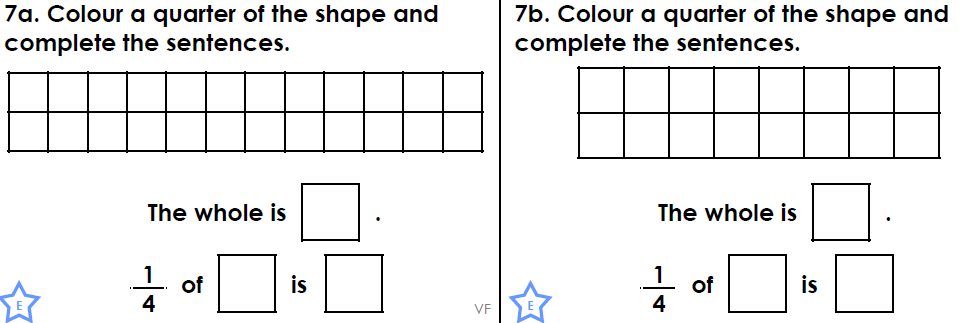 7a. Colour a quarter of the shape and
complete the sentences.
The whole is .
1
4 of is
E
VF
7b. Colour a quarter of the shape and
complete the sentences.
The whole is .
1
4 of is
E